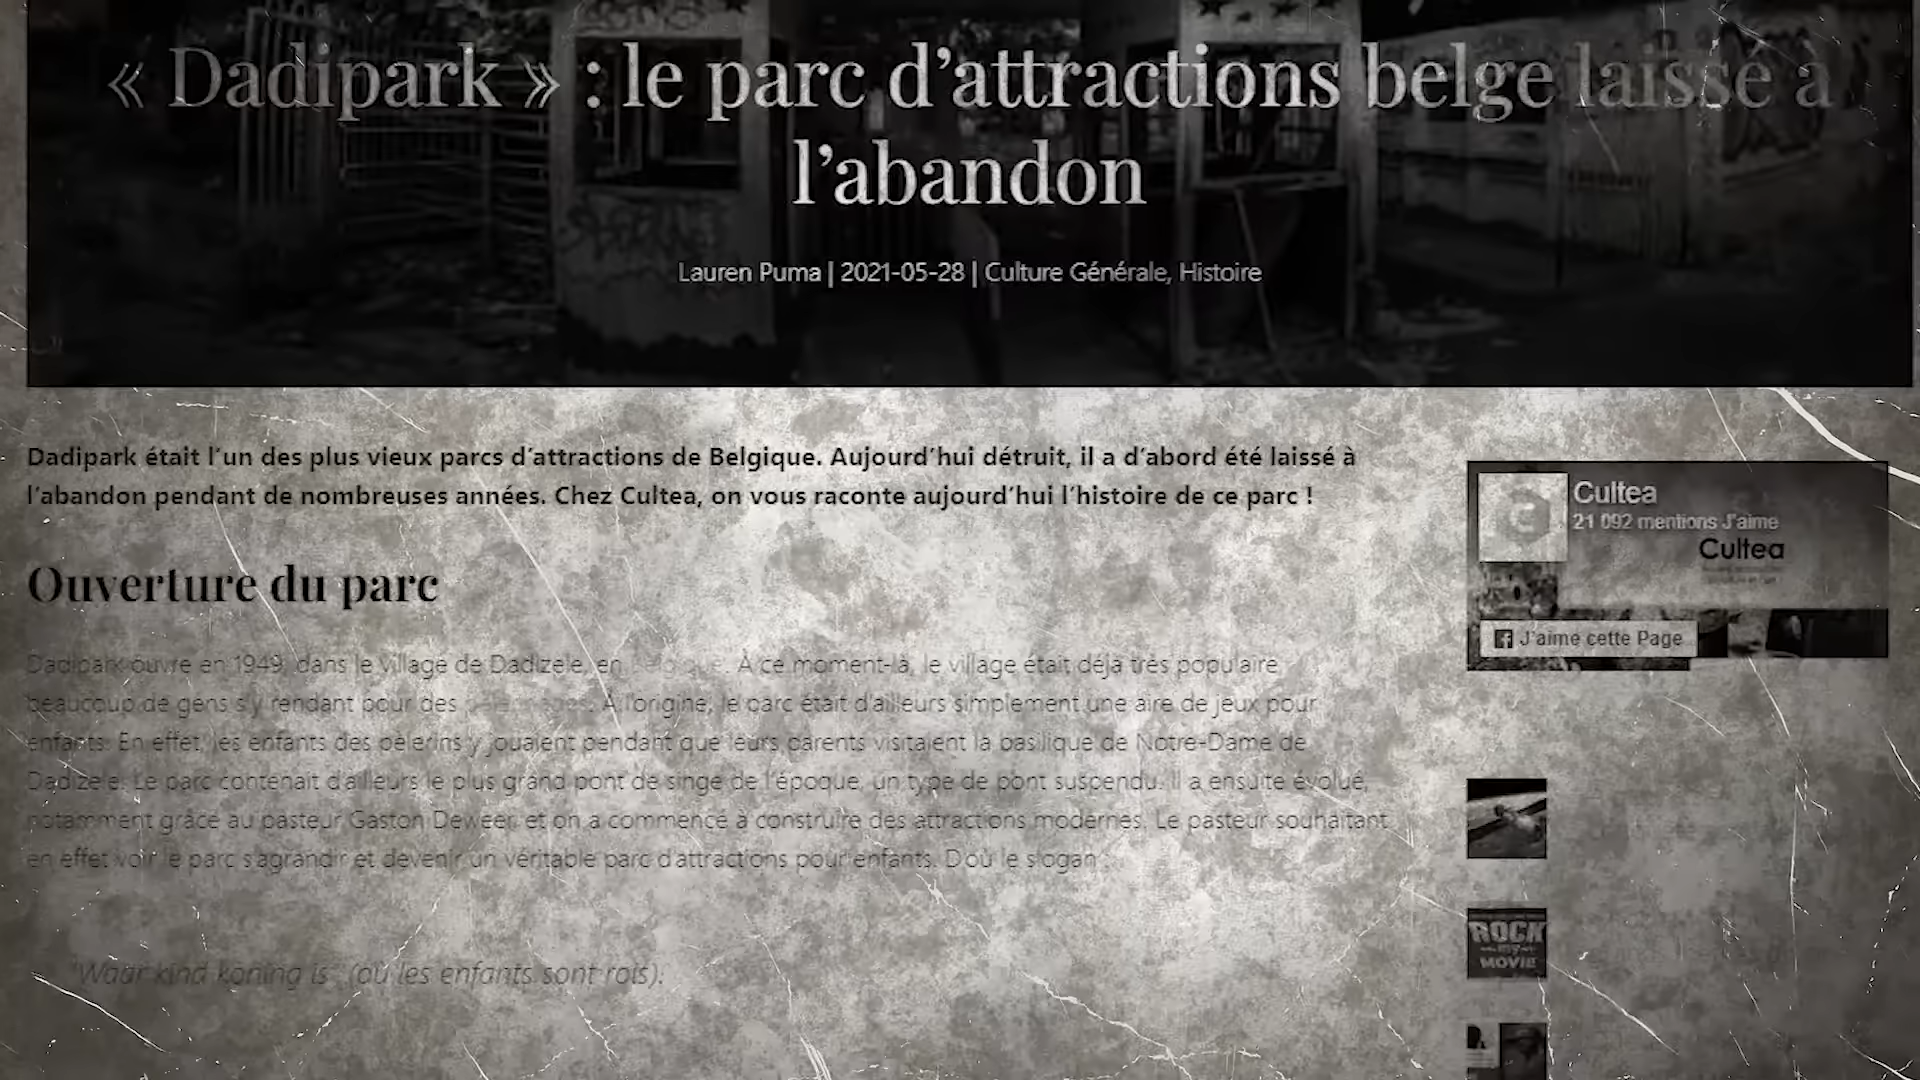 « Dadipark » : le parc d’attractions belge laissé à
l’abandon
Lauren Puma | 2021-05-28 | Culture Générale, Histoire
Dadipark était l’un des plus vieux parcs d’attractions de Belgique. Aujourd’hui détruit, il a d’abord été laissé à
l’abandon pendant de nombreuses années. Chez Cultea, on vous raconte aujourd’hui l’histoire de ce parc !
Cultea
21 092 mentions J’aime
Cultea
Ouverture du parc
J’aime cette Page
Dadipark ouvre en 1949, dans le village de Dadizele, en Belgique. À ce moment-là, le village était déjà très populaire
beaucoup de gens s’y rendant pour des pèlerinages. A l’origine, le parc était d’ailleurs simplement une aire de jeux pour
enfants. En effet, les enfants des pèlerins y jouaient pendant que leurs parents visitaient la basilique de Notre-Dame de
Dadizele. Le parc contenait d’ailleurs le plus grand pont de singe de l’époque, un type de pont suspendu. Il a ensuite évolué,
notamment grâce au pasteur Gaston Deweer, et on a commencé à construire des attractions modernes. Le pasteur souhaitant
en effet voir le parc s’agrandir et devenir un véritable parc d’attractions pour enfants. D’où le slogan :
“Waar kind koning is” (où les enfants sont rois).
ROCK
MY
MOVIE